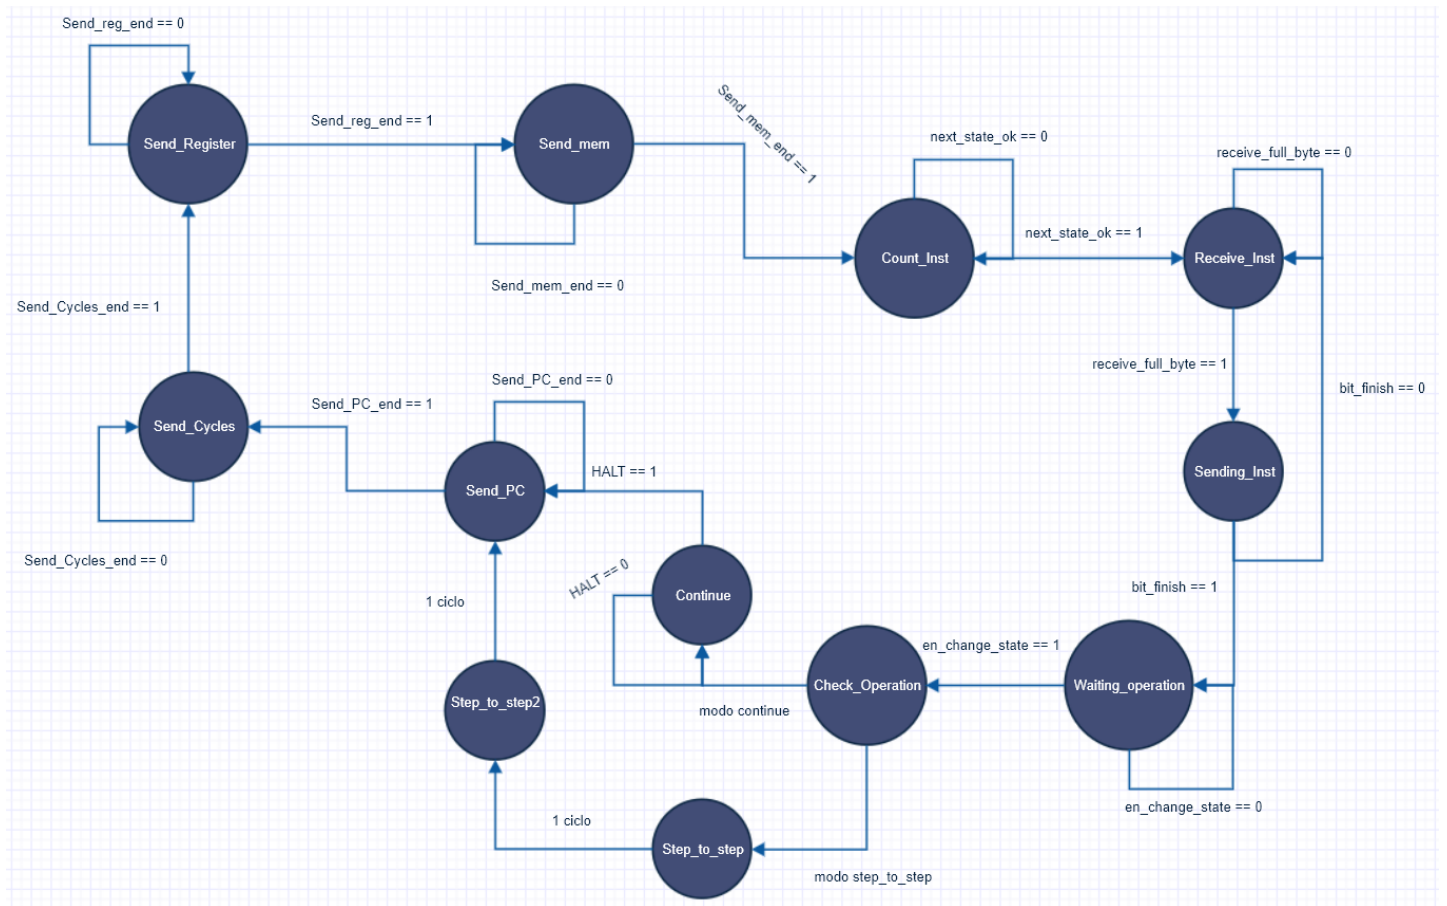 Send_reg_end == 0
Send_Register
Send_reg_end == 1
Send_mem
Send_mem_end == 1
Send_mem_end == 0
next_state_ok == 0
Count_Inst
next_state_ok == 1
receive_full_byte == 0
Receive_Inst
receive_full_byte == 1
bit_finish == 0
Sending_Inst
bit_finish == 1
Send_Cycles_end == 1
Send_Cycles
Send_Cycles_end == 0
Send_PC_end == 1
Send_PC_end == 0
Send_PC
HALT == 1
HALT == 0
Continue
1 ciclo
Step_to_step2
modo continue
Check_Operation
en_change_state == 1
Waiting_operation
en_change_state == 0
1 ciclo
Step_to_step
modo step_to_step